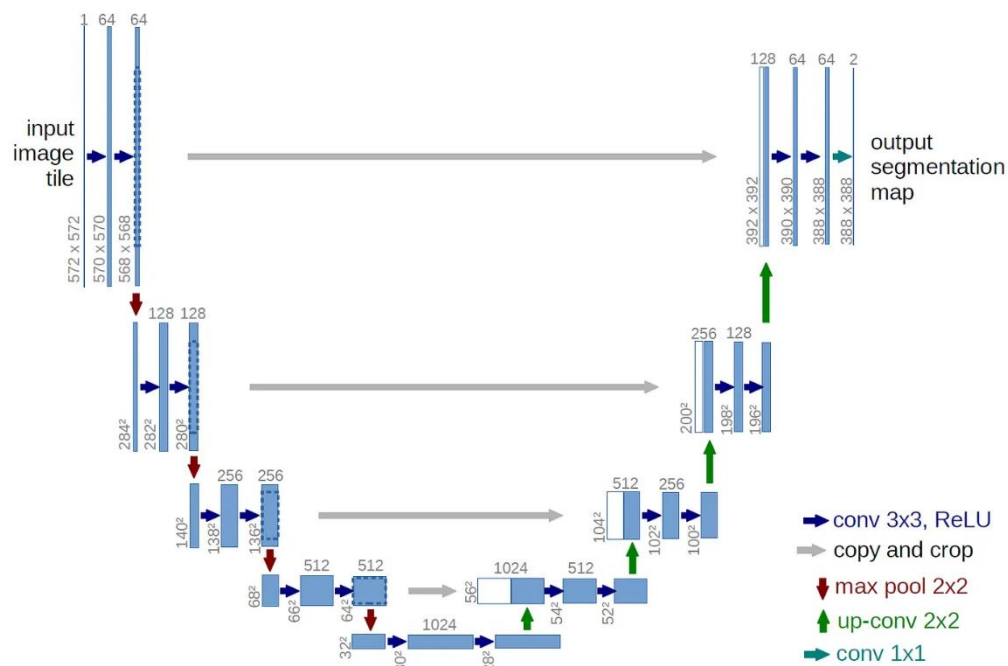 1 64 64
128 64 64 2
input
image
tile
output
segmentation
map
572 x 572
570 x 570
568 x 568
392 x 392
390 x 390
388 x 388
388 x 388
128 128
256 128
284²
282²
280²
200²
198²
196²
256 256
512 256
140²
138²
136²
104²
102²
100²
512 512
1024 512
68²
66²
64²
56²
54²
52²
1024
32²
conv 3x3, ReLU
copy and crop
max pool 2x2
up-conv 2x2
conv 1x1